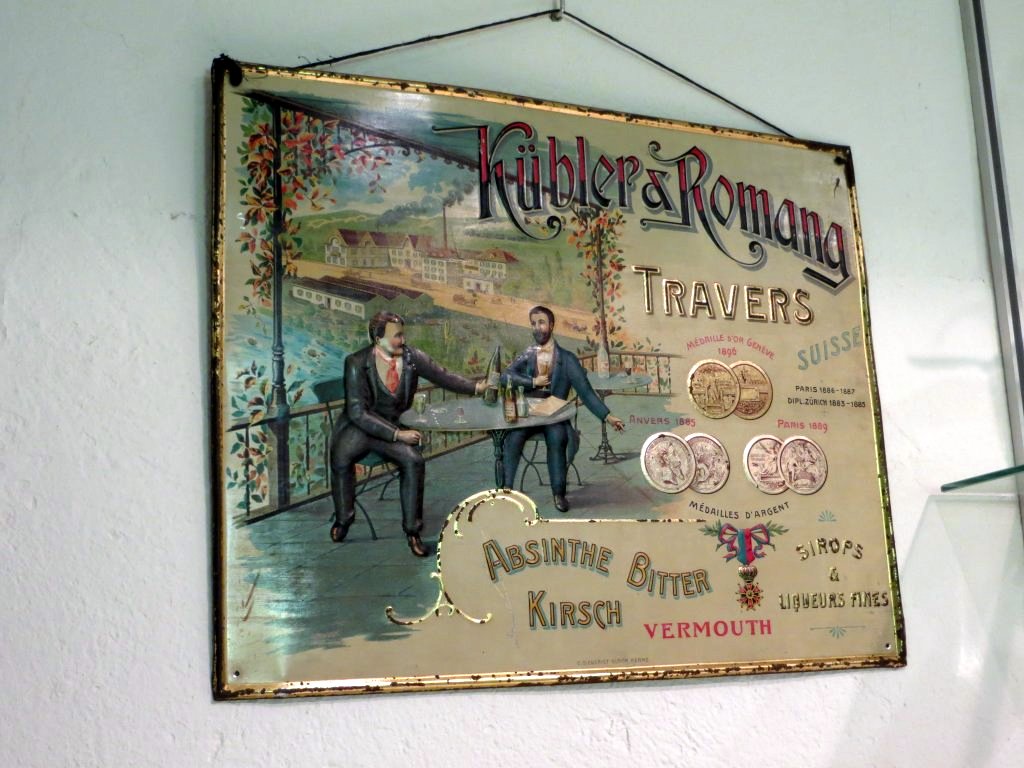 Kübler & Romang
TRAVERS
SUISSE
MÉDAILLE D'OR GENÈVE
1896
PARIS 1886-1887
DIPL. ZÜRICH 1883-1885
ANVERS 1885
PARIS 1889
MÉDAILLES D'ARGENT
ABSINTHE BITTER
KIRSCH
VERMOUTH
SIROPS
&
LIQUEURS FINES